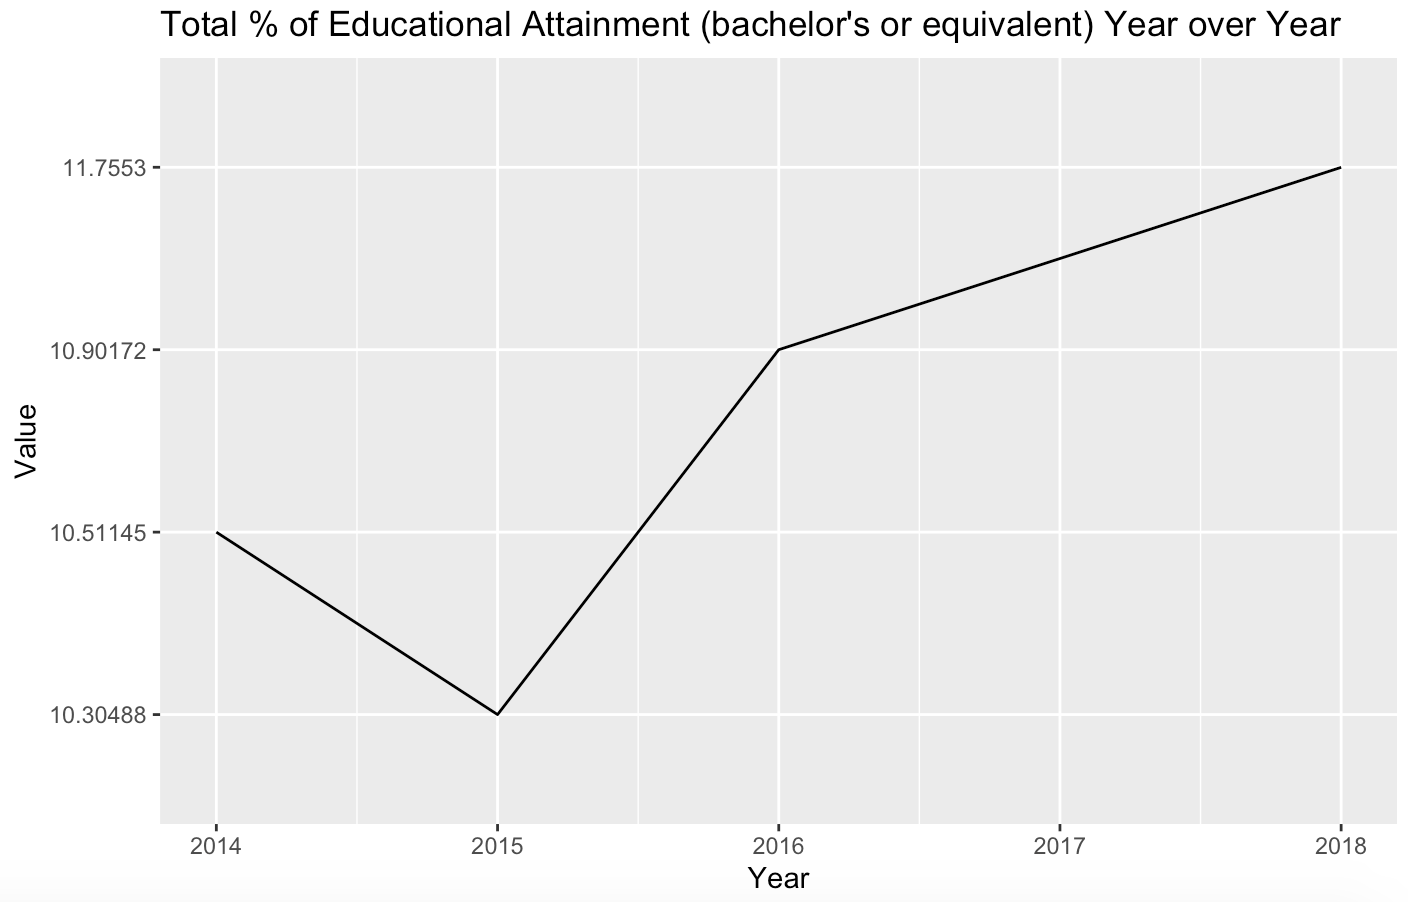 Total % of Educational Attainment (bachelor's or equivalent) Year over Year
11.7553
10.90172
10.51145
10.30488
Value
2014 2015 2016 2017 2018
Year